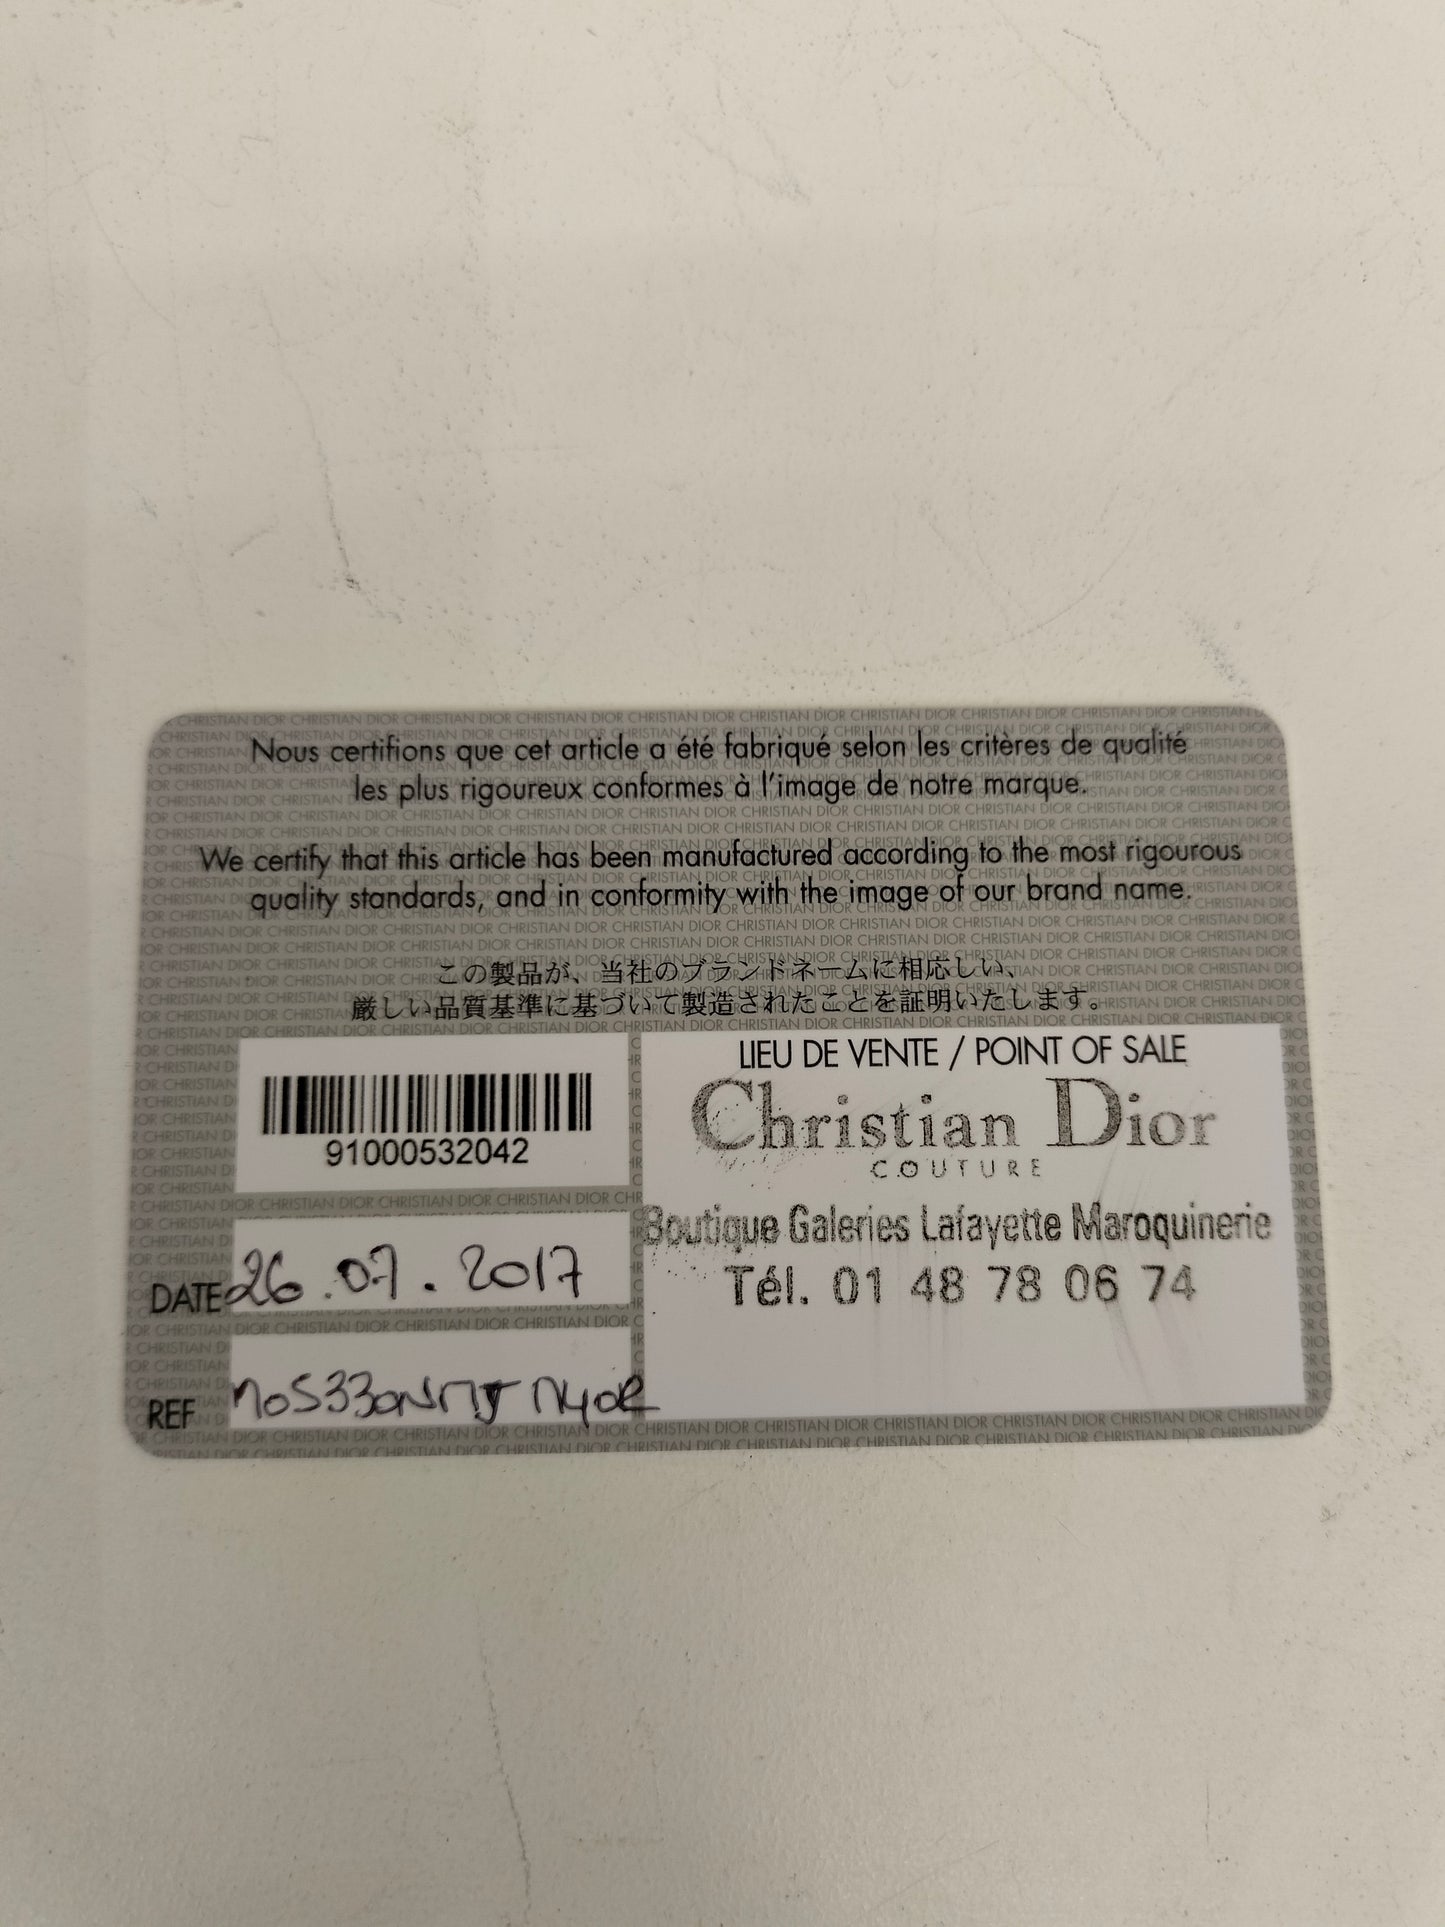 Nous certifions que cet article a été fabriqué selon les critères de qualité
les plus rigoureux conformes à l'image de notre marque.
We certify that this article has been manufactured according to the most rigourous
quality standards, and in conformity with the image of our brand name.
この製品が、当社のブランドネームに相応しい、
厳しい品質基準に基づいて製造されたことを証明いたします。
91000532042
LIEU DE VENTE / POINT OF SALE
Christian Dior
COUTURE
Boutique Galeries Lafayette Maroquinerie
Tél. 01 48 78 06 74
DATE 26.07.2017
REF